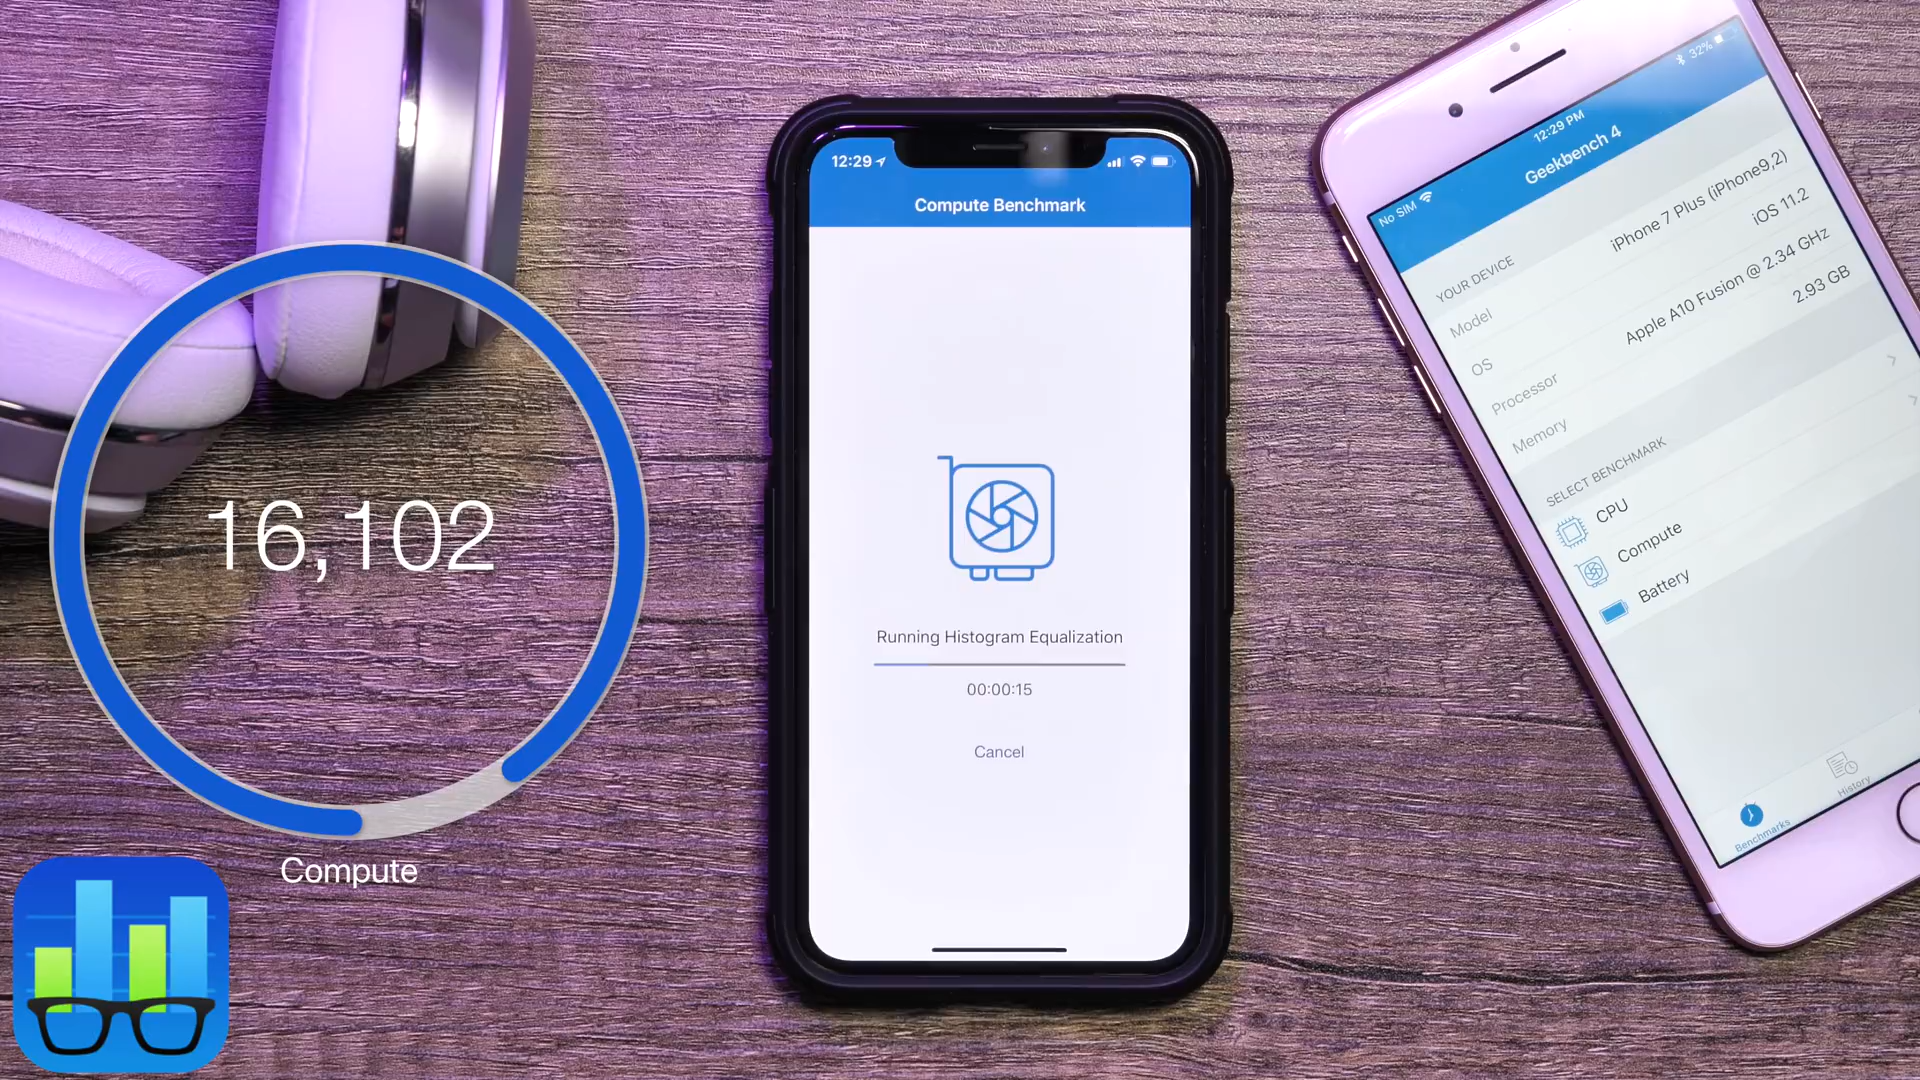 16,102
Compute
12:29
Compute Benchmark
Running Histogram Equalization
00:00:15
Cancel
No SIM
12:29 PM
32%
Geekbench 4
YOUR DEVICE
Model
iPhone 7 Plus (iPhone9,2)
OS
iOS 11.2
Processor
Apple A10 Fusion @ 2.34 GHz
Memory
2.93 GB
SELECT BENCHMARK
CPU
Compute
Battery
Benchmarks
History